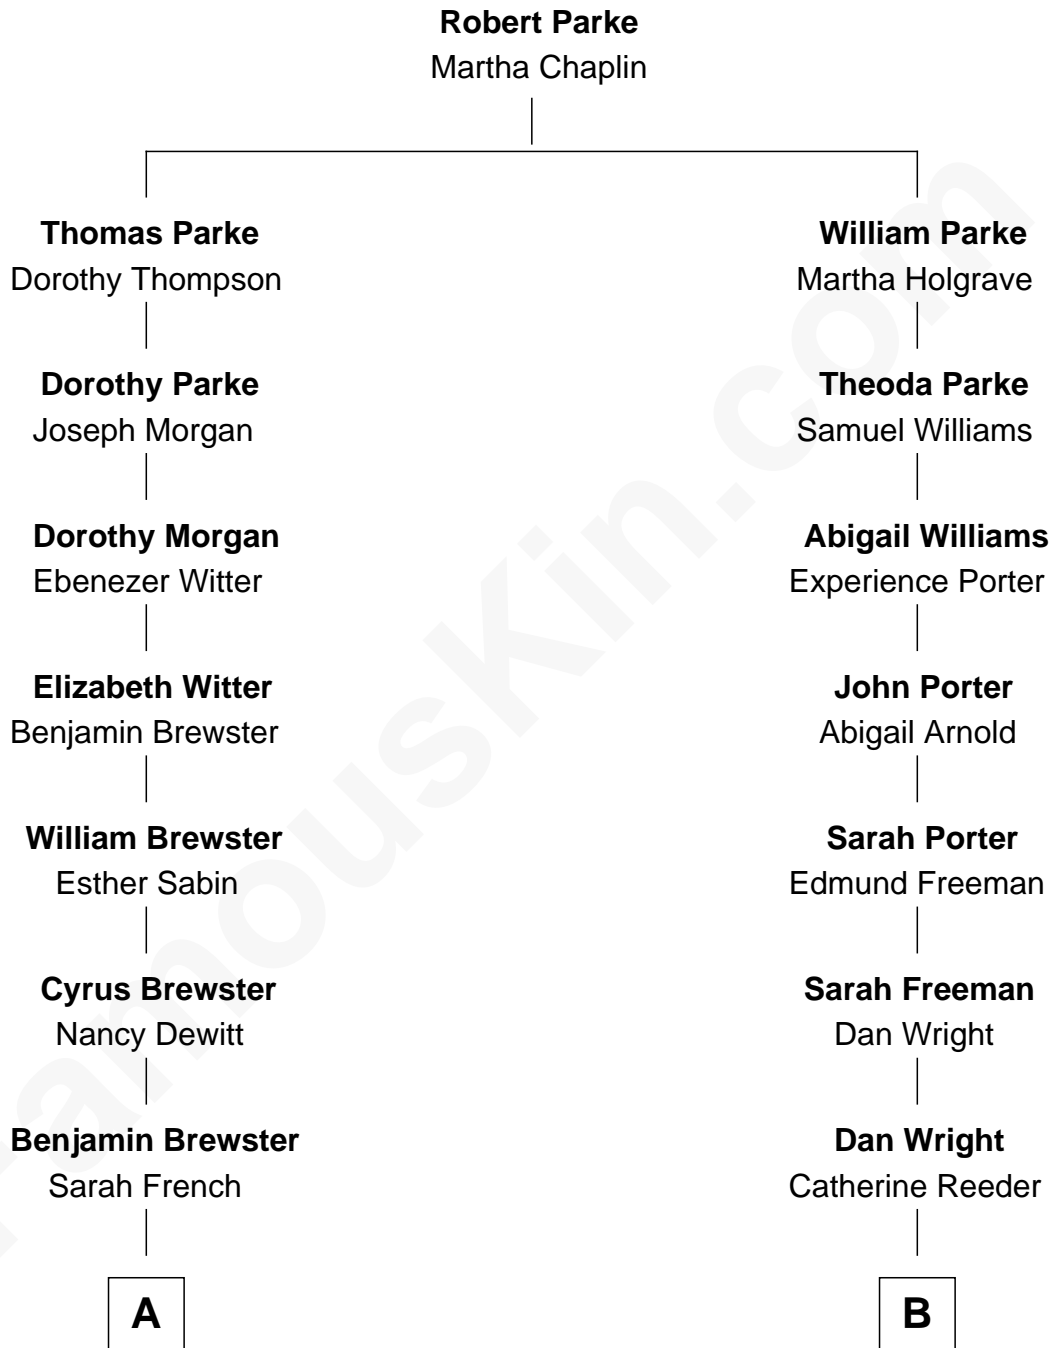 Robert Parke
Martha Chaplin
Thomas Parke
Dorothy Thompson
William Parke
Martha Holgrave
Dorothy Parke
Joseph Morgan
Theoda Parke
Samuel Williams
Dorothy Morgan
Ebenezer Witter
Abigail Williams
Experience Porter
Elizabeth Witter
Benjamin Brewster
John Porter
Abigail Arnold
William Brewster
Esther Sabin
Sarah Porter
Edmund Freeman
Cyrus Brewster
Nancy Dewitt
Sarah Freeman
Dan Wright
Benjamin Brewster
Sarah French
Dan Wright
Catherine Reeder
A
B
FamousKin.com